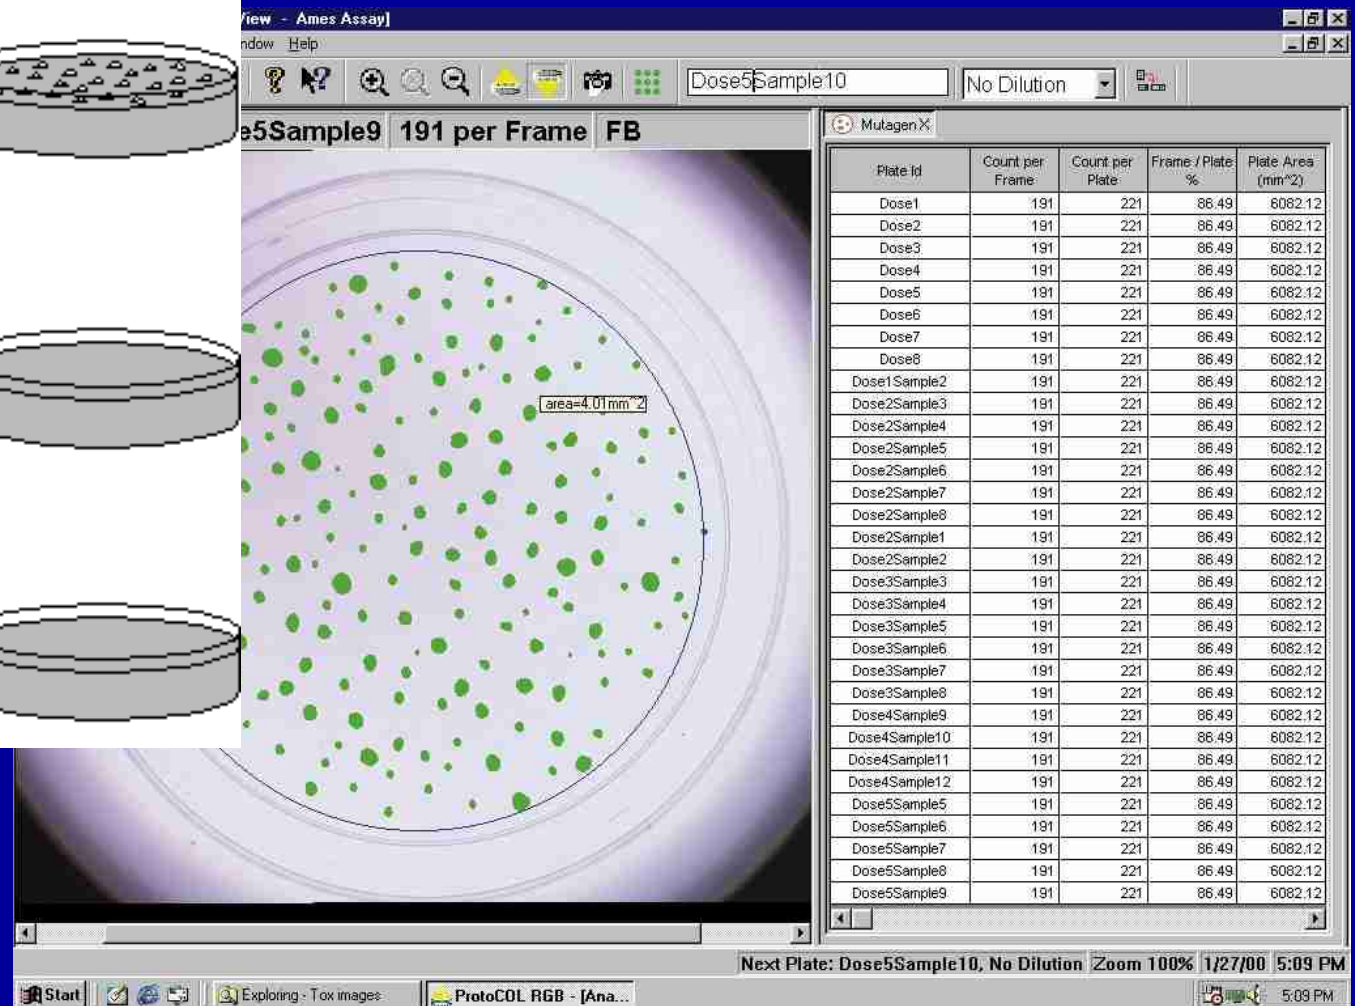 View - Ames Assay]
ndow Help
Dose5Sample10 No Dilution
e5Sample9 191 per Frame FB
MutagenX
Plate Id Count per Frame Count per Plate Frame / Plate % Plate Area (mm^2)
Dose1 191 221 86.49 6082.12
Dose2 191 221 86.49 6082.12
Dose3 191 221 86.49 6082.12
Dose4 191 221 86.49 6082.12
Dose5 191 221 86.49 6082.12
Dose6 191 221 86.49 6082.12
Dose7 191 221 86.49 6082.12
Dose8 191 221 86.49 6082.12
Dose1Sample2 191 221 86.49 6082.12
Dose2Sample3 191 221 86.49 6082.12
Dose2Sample4 191 221 86.49 6082.12
Dose2Sample5 191 221 86.49 6082.12
Dose2Sample6 191 221 86.49 6082.12
Dose2Sample7 191 221 86.49 6082.12
Dose2Sample8 191 221 86.49 6082.12
Dose2Sample1 191 221 86.49 6082.12
Dose2Sample2 191 221 86.49 6082.12
Dose3Sample3 191 221 86.49 6082.12
Dose3Sample4 191 221 86.49 6082.12
Dose3Sample5 191 221 86.49 6082.12
Dose3Sample6 191 221 86.49 6082.12
Dose3Sample7 191 221 86.49 6082.12
Dose3Sample8 191 221 86.49 6082.12
Dose4Sample9 191 221 86.49 6082.12
Dose4Sample10 191 221 86.49 6082.12
Dose4Sample11 191 221 86.49 6082.12
Dose4Sample12 191 221 86.49 6082.12
Dose5Sample5 191 221 86.49 6082.12
Dose5Sample6 191 221 86.49 6082.12
Dose5Sample7 191 221 86.49 6082.12
Dose5Sample8 191 221 86.49 6082.12
Dose5Sample9 191 221 86.49 6082.12
area=4.01mm^2
Next Plate: Dose5Sample10, No Dilution Zoom 100% 1/27/00 5:09 PM
Start Exploring - Tox images ProtoCOL RGB - [Ana... 5:09 PM